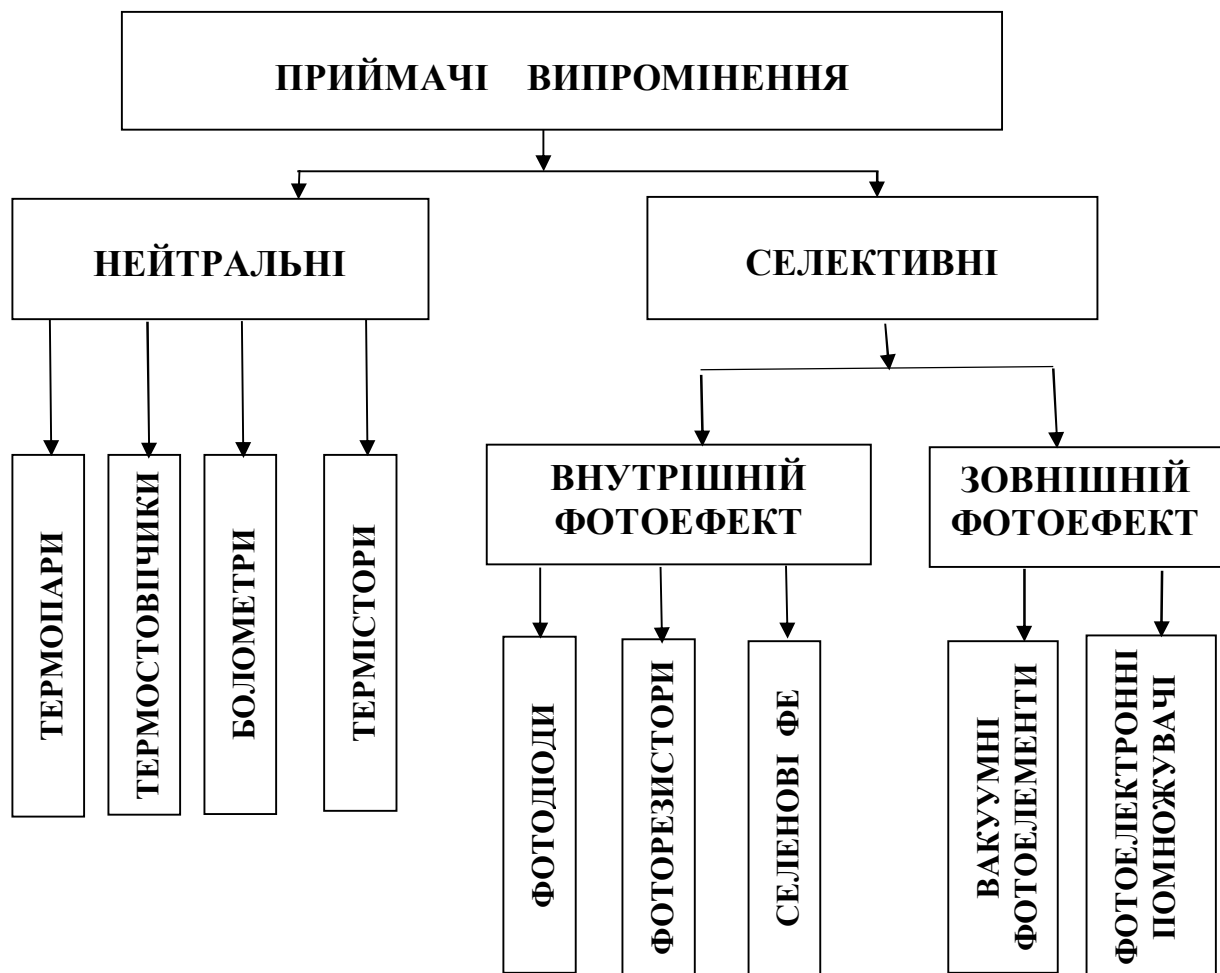 ПРИЙМАЧІ ВИПРОМІНЕННЯ
НЕЙТРАЛЬНІ
СЕЛЕКТИВНІ
ВНУТРІШНІЙ
ФОТОЕФЕКТ
ЗОВНІШНІЙ
ФОТОЕФЕКТ
ТЕРМОПАРИ
ТЕРМОСТОВПЧИКИ
БОЛОМЕТРИ
ТЕРМІСТОРИ
ФОТОДІОДИ
ФОТОРЕЗИСТОРИ
СЕЛЕНОВІ ФЕ
ВАКУУМНІ
ФОТОЕЛЕМЕНТИ
ФОТОЕЛЕКТРОННІ
ПОМНОЖУВАЧІ